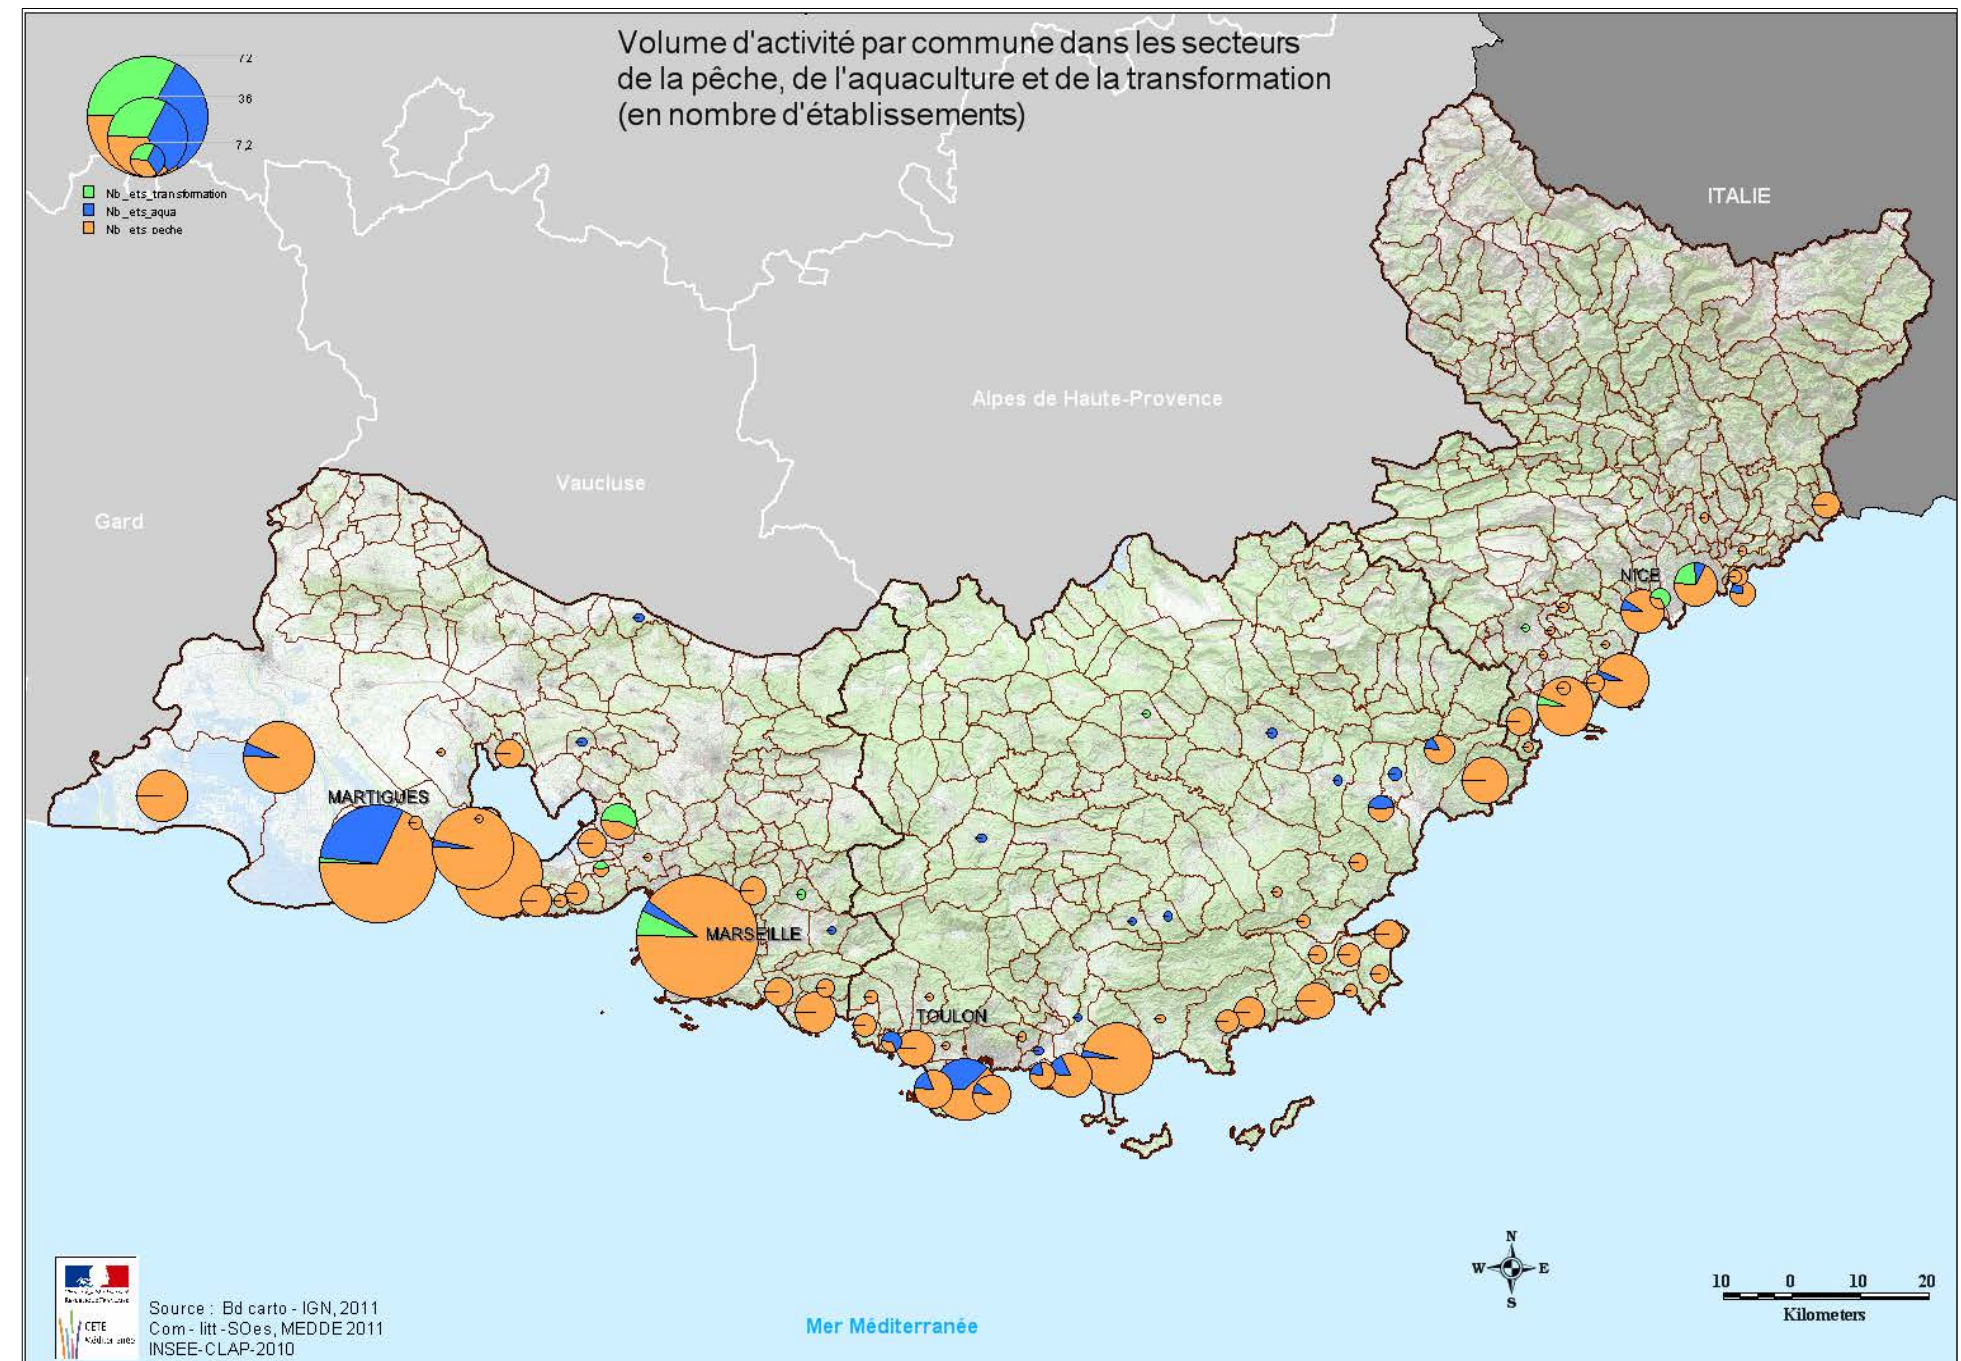 Volume d'activité par commune dans les secteurs
de la pêche, de l'aquaculture et de la transformation
(en nombre d'établissements)
72
36
7,2
Nb_ets_transformation
Nb_ets_aqua
Nb_ets_peche
ITALIE
Alpes de Haute-Provence
Vaucluse
Gard
NICE
MARTIGUES
MARSEILLE
TOULON
N
W E
S
10 0 10 20
Kilometers
RÉPUBLIQUE FRANÇAISE
CETE
Méditerranée
Source : Bd carto - IGN, 2011
Com - litt -SOes, MEDDE 2011
INSEE-CLAP-2010
Mer Méditerranée